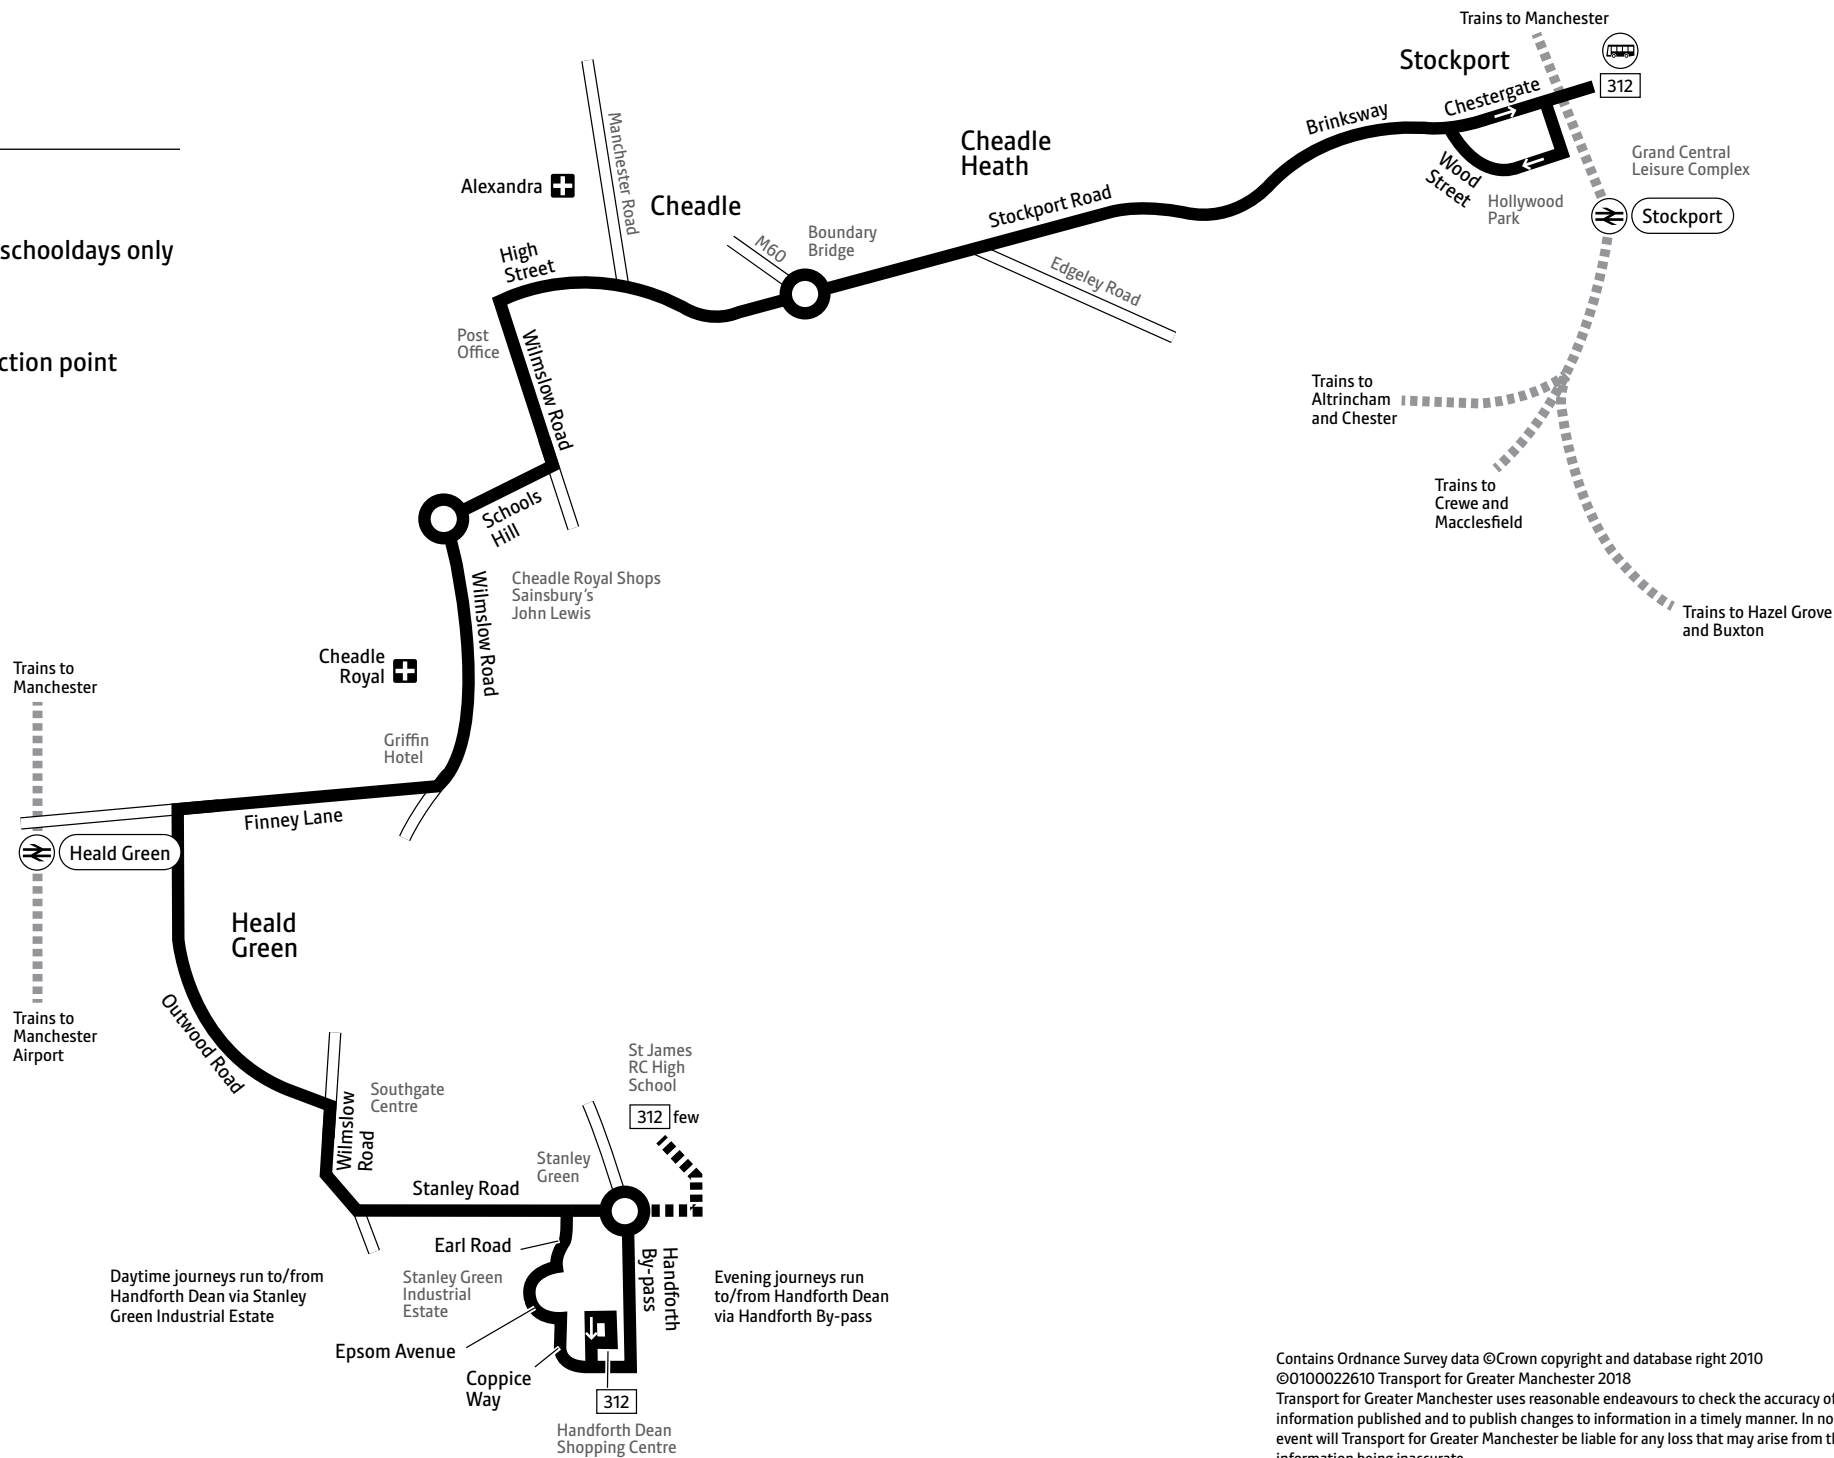 Trains to Manchester
Stockport
312
Chestergate
Brinksway
Wood
Street
Hollywood
Park
Grand Central
Leisure Complex
Stockport
Cheadle
Heath
Stockport Road
Edgeley Road
Manchester Road
Alexandra
Cheadle
M60
Boundary
Bridge
High
Street
schooldays only
Post
Office
Wilmslow Road
ction point
Trains to
Altrincham
and Chester
Trains to
Crewe and
Macclesfield
Trains to Hazel Grove
and Buxton
Schools
Hill
Cheadle Royal Shops
Sainsbury's
John Lewis
Wilmslow Road
Cheadle
Royal
Trains to
Manchester
Griffin
Hotel
Finney Lane
Heald Green
Heald
Green
Trains to
Manchester
Airport
Outwood Road
Southgate
Centre
Wilmslow
Road
St James
RC High
School
312 few
Stanley
Green
Stanley Road
Earl Road
Handforth
By-pass
Daytime journeys run to/from
Handforth Dean via Stanley
Green Industrial Estate
Stanley Green
Industrial
Estate
Evening journeys run
to/from Handforth Dean
via Handforth By-pass
Epsom Avenue
Coppice
Way
312
Handforth Dean
Shopping Centre
Contains Ordnance Survey data ©Crown copyright and database right 2010
©0100022610 Transport for Greater Manchester 2018
Transport for Greater Manchester uses reasonable endeavours to check the accuracy of
information published and to publish changes to information in a timely manner. In no
event will Transport for Greater Manchester be liable for any loss that may arise from th
information being inaccurate